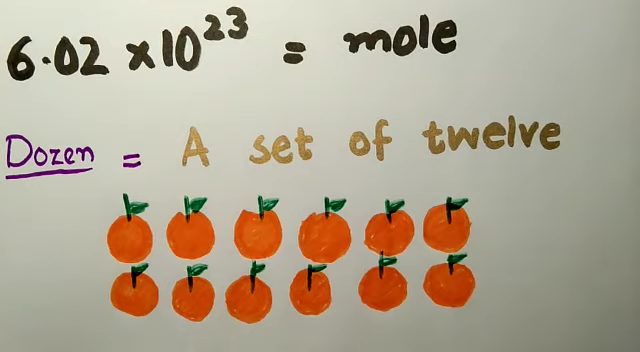 6.02 x10²³ = mole
Dozen = A set of twelve